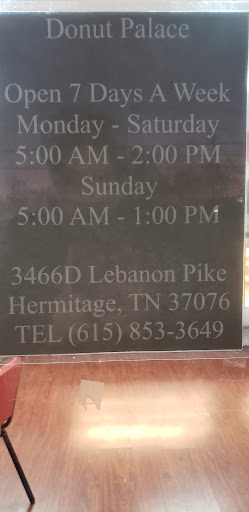 Donut Palace
Open 7 Days A Week
Monday - Saturday
5:00 AM - 2:00 PM
Sunday
5:00 AM - 1:00 PM
3466D Lebanon Pike
Hermitage, TN 37076
TEL (615) 853-3649